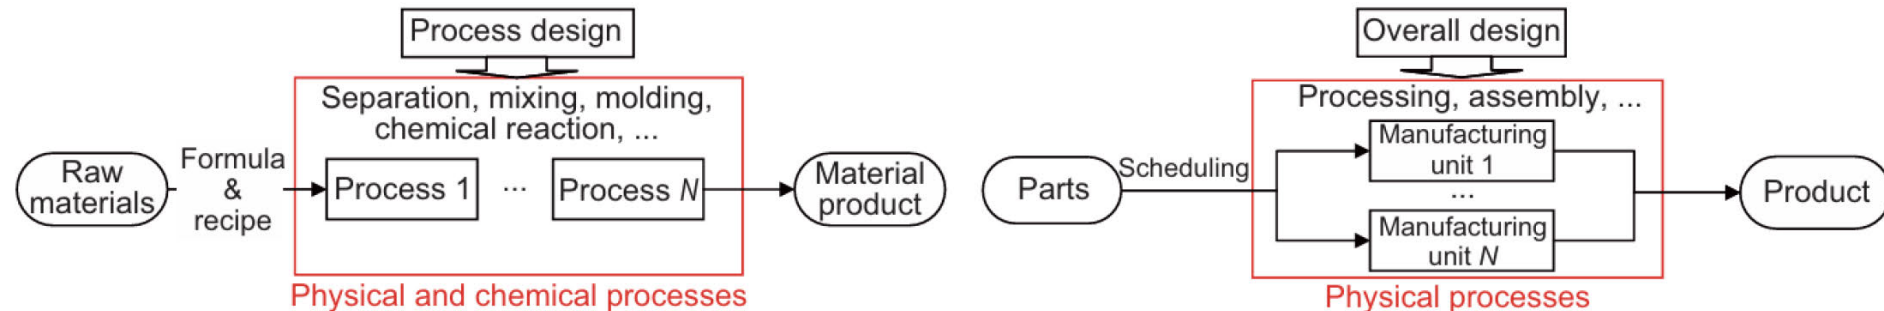 Process design
Separation, mixing, molding,
chemical reaction, ...
Raw
materials
Formula
&
recipe
Process 1
...
Process N
Material
product
Physical and chemical processes
Overall design
Processing, assembly, ...
Parts
Scheduling
Manufacturing
unit 1
...
Manufacturing
unit N
Product
Physical processes